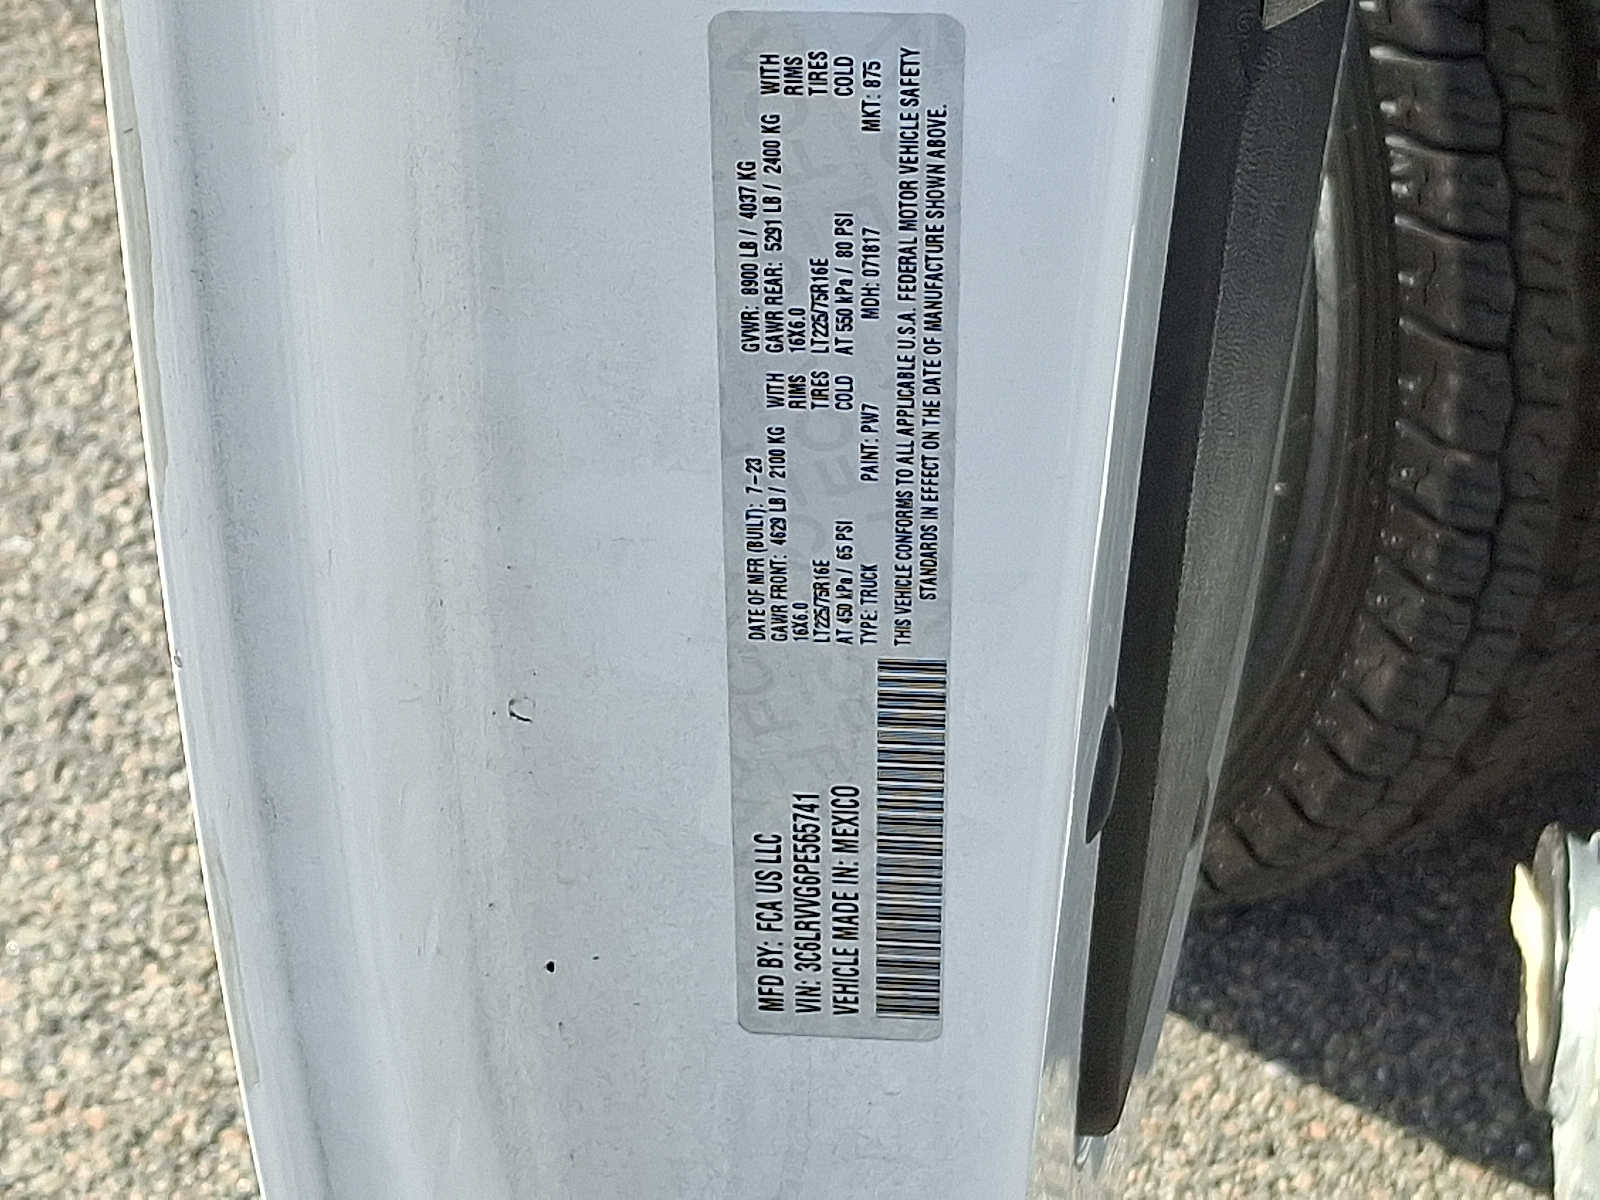 MFD BY: FCA US LLC
VIN: 3C6LRVVG6PE565741
VEHICLE MADE IN: MEXICO
DATE OF MFR (BUILT): 7-23 GVWR: 8900 LB / 4037 KG
GAWR FRONT: 4629 LB / 2100 KG WITH GAWR REAR: 5291 LB / 2400 KG WITH
16X6.0 RIMS 16X6.0 RIMS
LT225/75R16E TIRES LT225/75R16E TIRES
AT 450 kPa / 65 PSI COLD AT 550 kPa / 80 PSI COLD
TYPE: TRUCK PAINT: PW7 MDH: 071817 MKT: 875
THIS VEHICLE CONFORMS TO ALL APPLICABLE U.S.A. FEDERAL MOTOR VEHICLE SAFETY
STANDARDS IN EFFECT ON THE DATE OF MANUFACTURE SHOWN ABOVE.